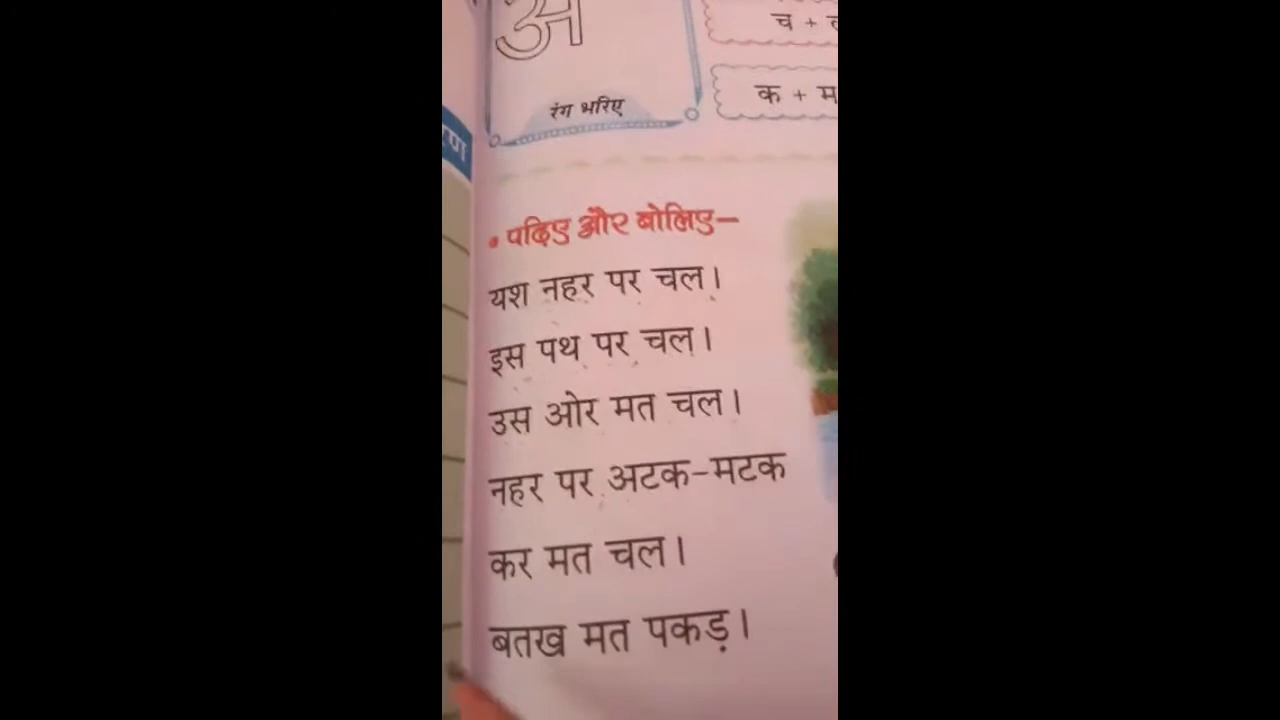 अ
च +
क + म
रंग भरिए
• पढ़िए और बोलिए–
यश नहर पर चल।
इस पथ पर चल।
उस ओर मत चल।
नहर पर अटक-मटक
कर मत चल।
बतख मत पकड़।